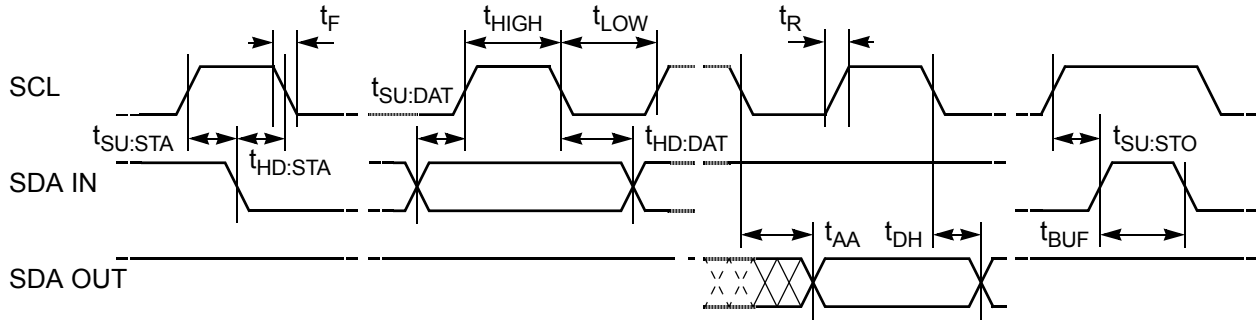 tF tHIGH tLOW tR
SCL
tSU:DAT
tSU:STA tHD:STA tHD:DAT tSU:STO
SDA IN
tAA tDH tBUF
SDA OUT